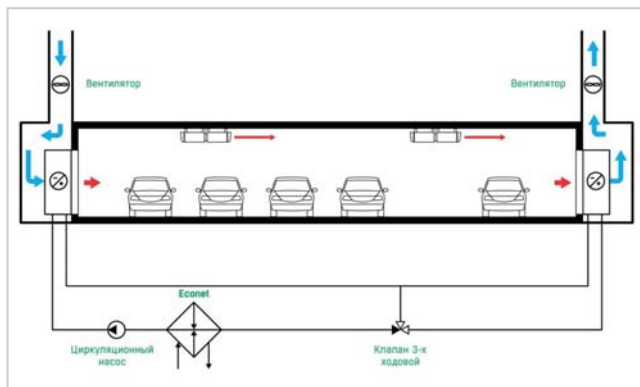 Вентилятор
Вентилятор
Econet
Циркуляционный
насос
Клапан 3-х
ходовой